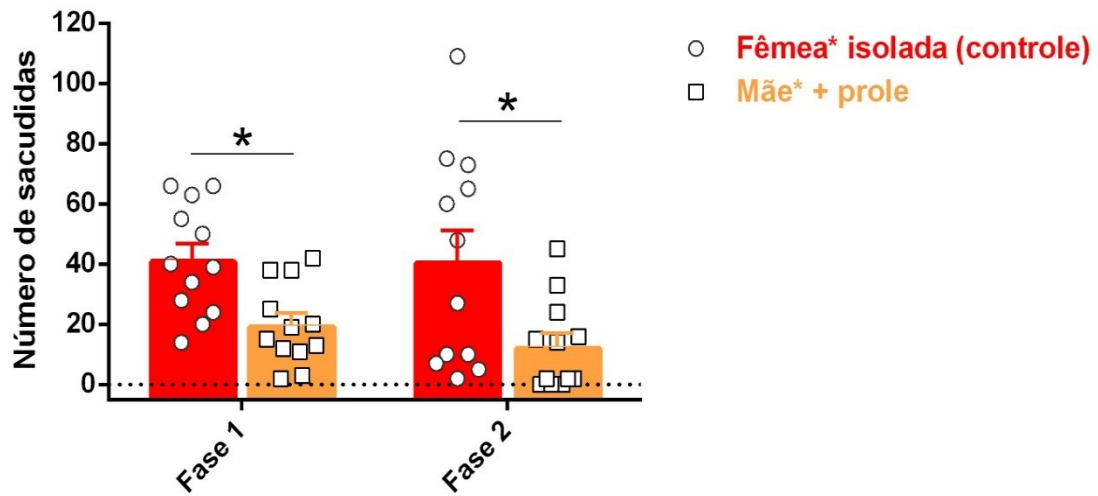 Número de sacudidas
120
100
80
60
40
20
0
*
*
Fase 1
Fase 2
Fêmea* isolada (controle)
Mãe* + prole